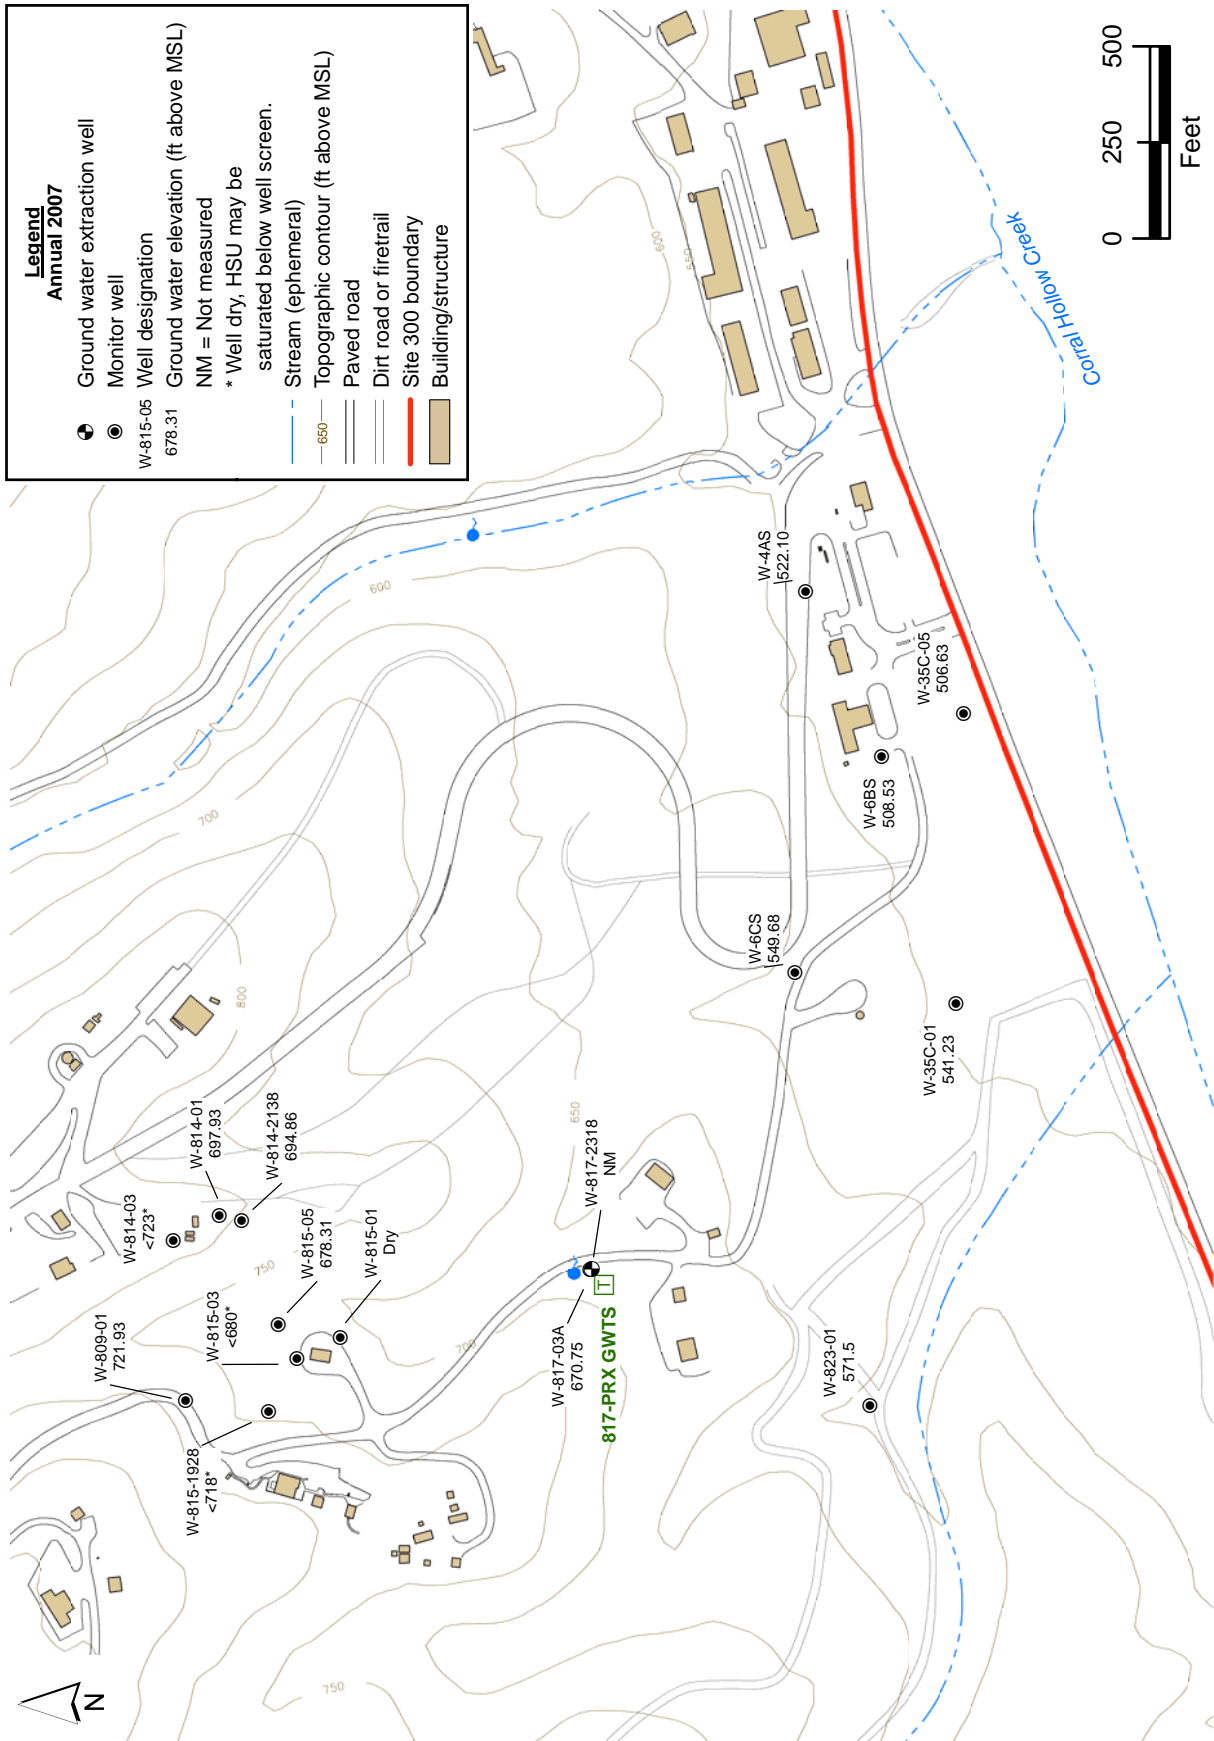 Legend
Annual 2007
Ground water extraction well
Monitor well
W-815-05 Well designation
678.31 Ground water elevation (ft above MSL)
NM = Not measured
* Well dry, HSU may be
saturated below well screen.
Stream (ephemeral)
650 Topographic contour (ft above MSL)
Paved road
Dirt road or firetrail
Site 300 boundary
Building/structure
N
0 250 500
Feet
Corral Hollow Creek
W-809-01
721.93
W-815-1928
<718*
W-815-03
<680*
W-815-05
678.31
W-815-01
Dry
W-814-03
<723*
W-814-01
697.93
W-814-2138
694.86
W-817-03A
670.75
817-PRX GWTS
T
W-817-2318
NM
W-823-01
571.5
W-35C-01
541.23
W-6CS
549.68
W-6BS
508.53
W-35C-05
506.63
W-4AS
522.10
750
750
700
650
800
700
600
600
550